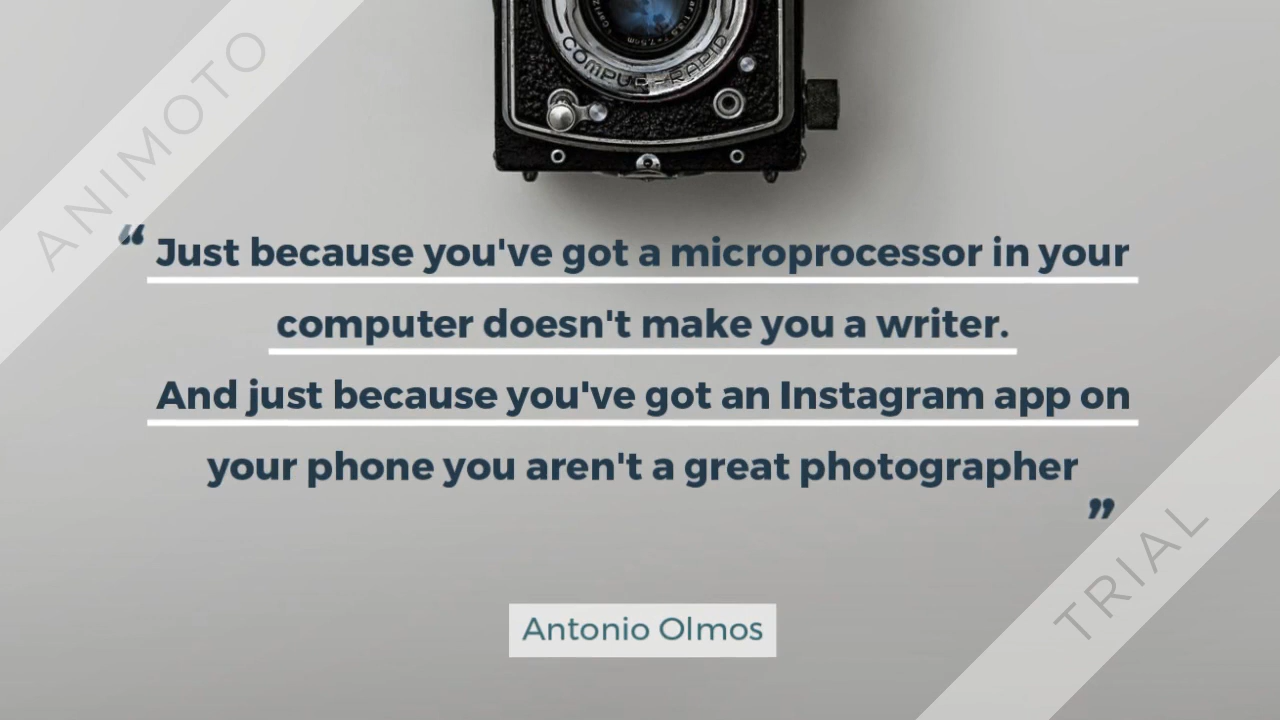 COMPUR-RAPID
ANIMOTO
“ Just because you've got a microprocessor in your
computer doesn't make you a writer.
And just because you've got an Instagram app on
your phone you aren't a great photographer
”
Antonio Olmos
TRIAL